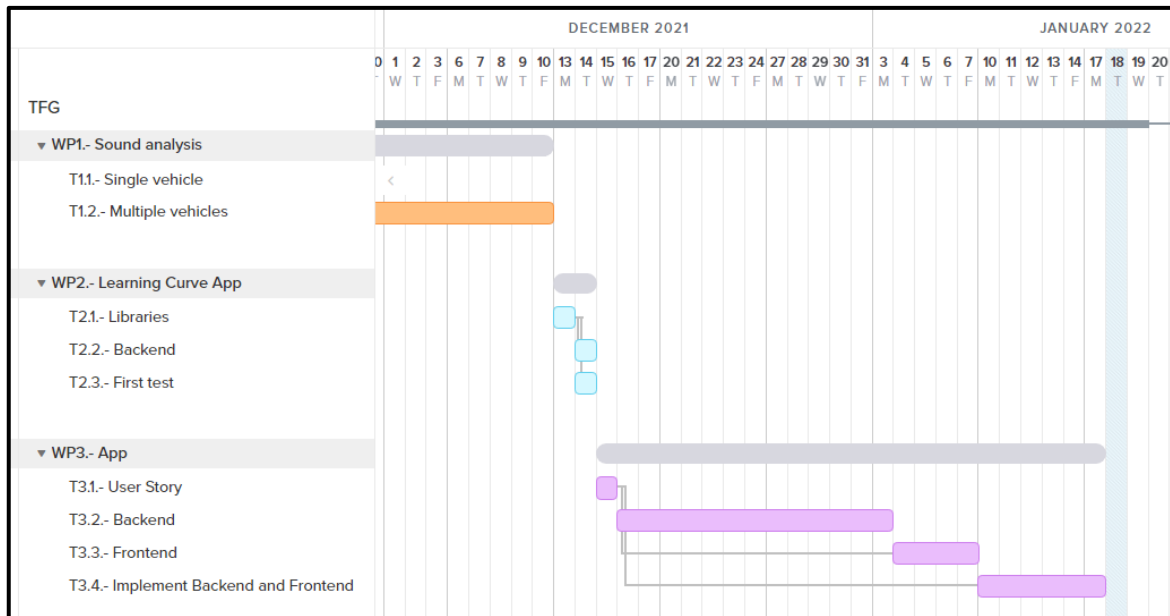 DECEMBER 2021 JANUARY 2022
0 1 2 3 6 7 8 9 10 13 14 15 16 17 20 21 22 23 24 27 28 29 30 31 3 4 5 6 7 10 11 12 13 14 17 18 19 20
T W T F M T W T F M T W T F M T W T F M T W T F M T W T F M T W T F M T W T
TFG
WP1.- Sound analysis
T1.1.- Single vehicle
T1.2.- Multiple vehicles
WP2.- Learning Curve App
T2.1.- Libraries
T2.2.- Backend
T2.3.- First test
WP3.- App
T3.1.- User Story
T3.2.- Backend
T3.3.- Frontend
T3.4.- Implement Backend and Frontend